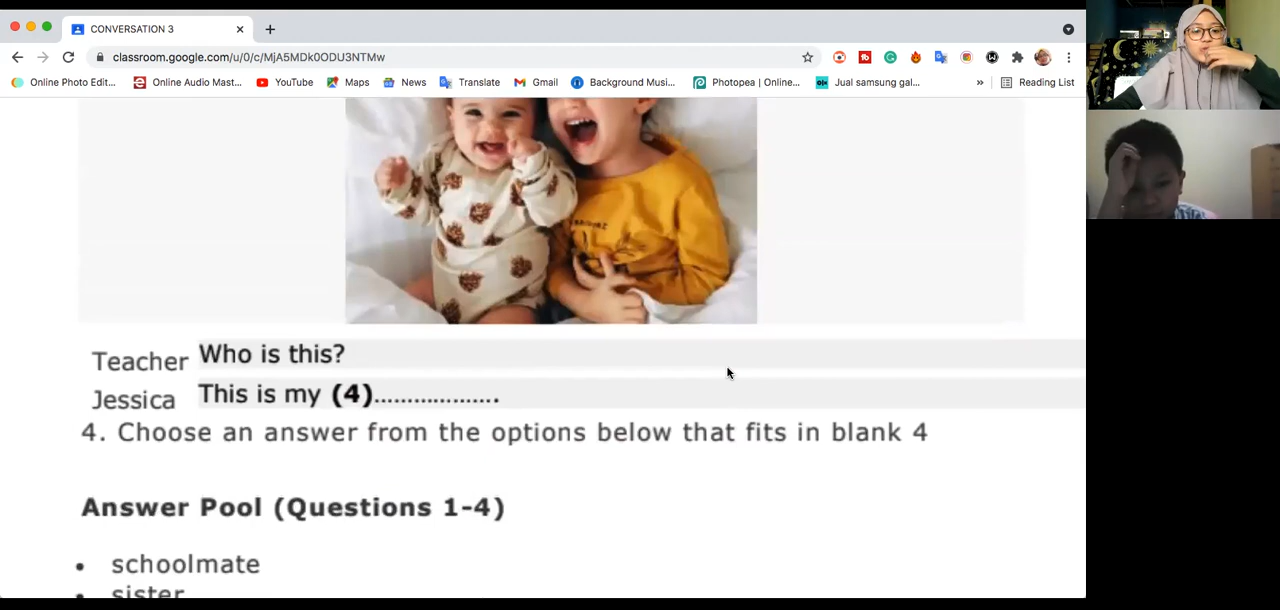 CONVERSATION 3
classroom.google.com/u/0/c/MjA5MDk0ODU3NTMw
Online Photo Edit... Online Audio Mast... YouTube Maps News Translate Gmail Background Musi... Photopea | Online... Jual samsung gal... » Reading List
Teacher Who is this?
Jessica This is my (4)...................
4. Choose an answer from the options below that fits in blank 4
Answer Pool (Questions 1-4)
• schoolmate
• sister